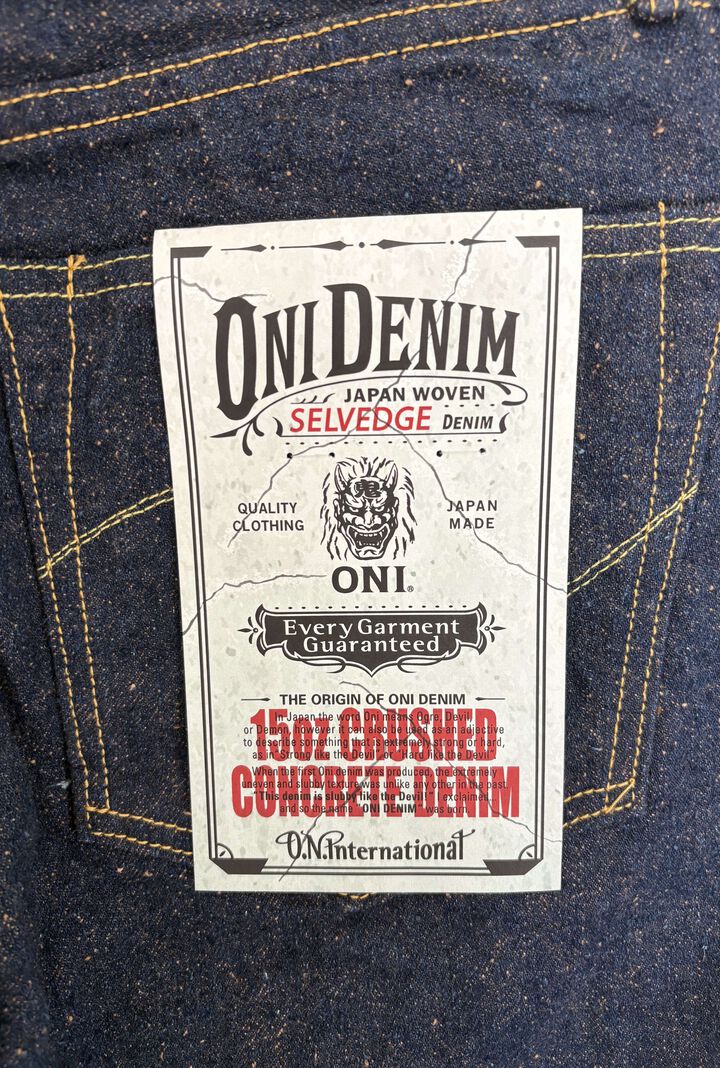 ONI DENIM
JAPAN WOVEN
SELVEDGE DENIM
QUALITY
CLOTHING
JAPAN
MADE
ONI®
Every Garment
Guaranteed
THE ORIGIN OF ONI DENIM
15oz CRUSHED
CONCRETE DENIM
In Japan the word Oni means Ogre, Devil
or Demon, however it can also be used as an adjective
to describe something that is extremely strong or hard,
as in "Strong like the Devil" or "Hard like the Devil"
When the first Oni denim was produced, the extremely
uneven and slubby texture was unlike any other in the past.
"This denim is slubby like the Devil!" I exclaimed,
and so the name "ONI DENIM" was born.
O.N.International